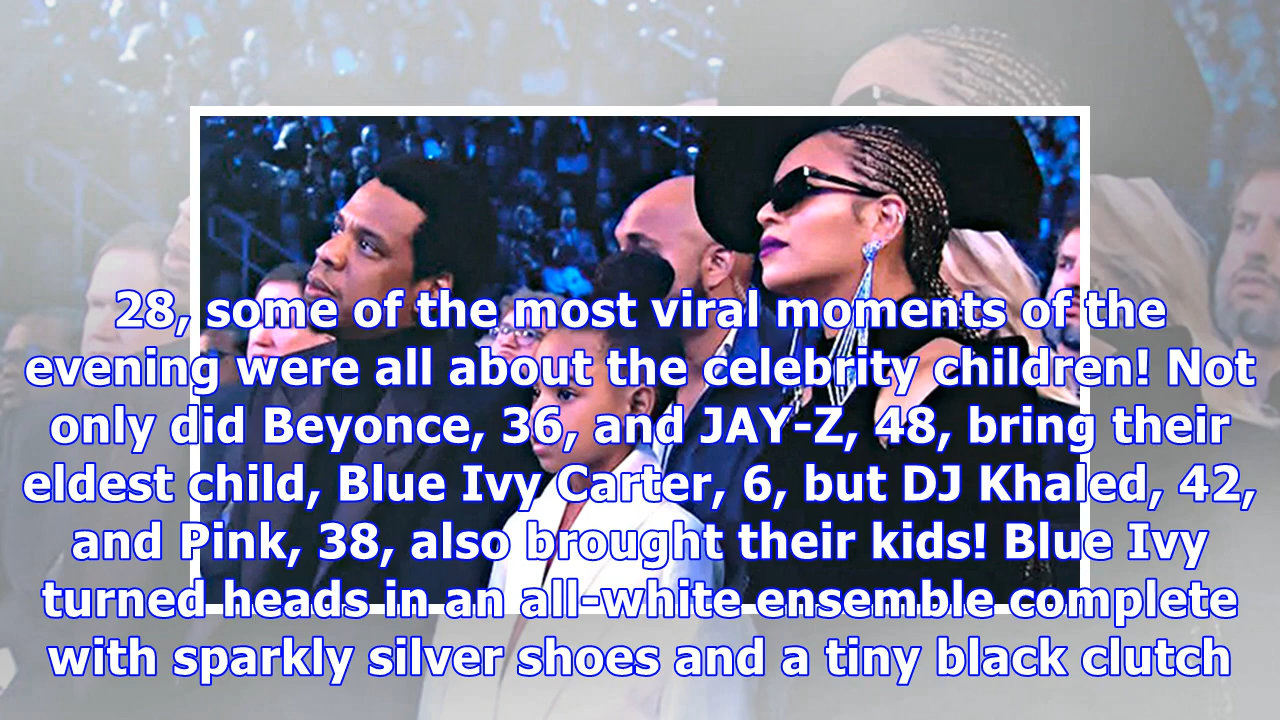 28, some of the most viral moments of the
evening were all about the celebrity children! Not
only did Beyonce, 36, and JAY-Z, 48, bring their
eldest child, Blue Ivy Carter, 6, but DJ Khaled, 42,
and Pink, 38, also brought their kids! Blue Ivy
turned heads in an all-white ensemble complete
with sparkly silver shoes and a tiny black clutch